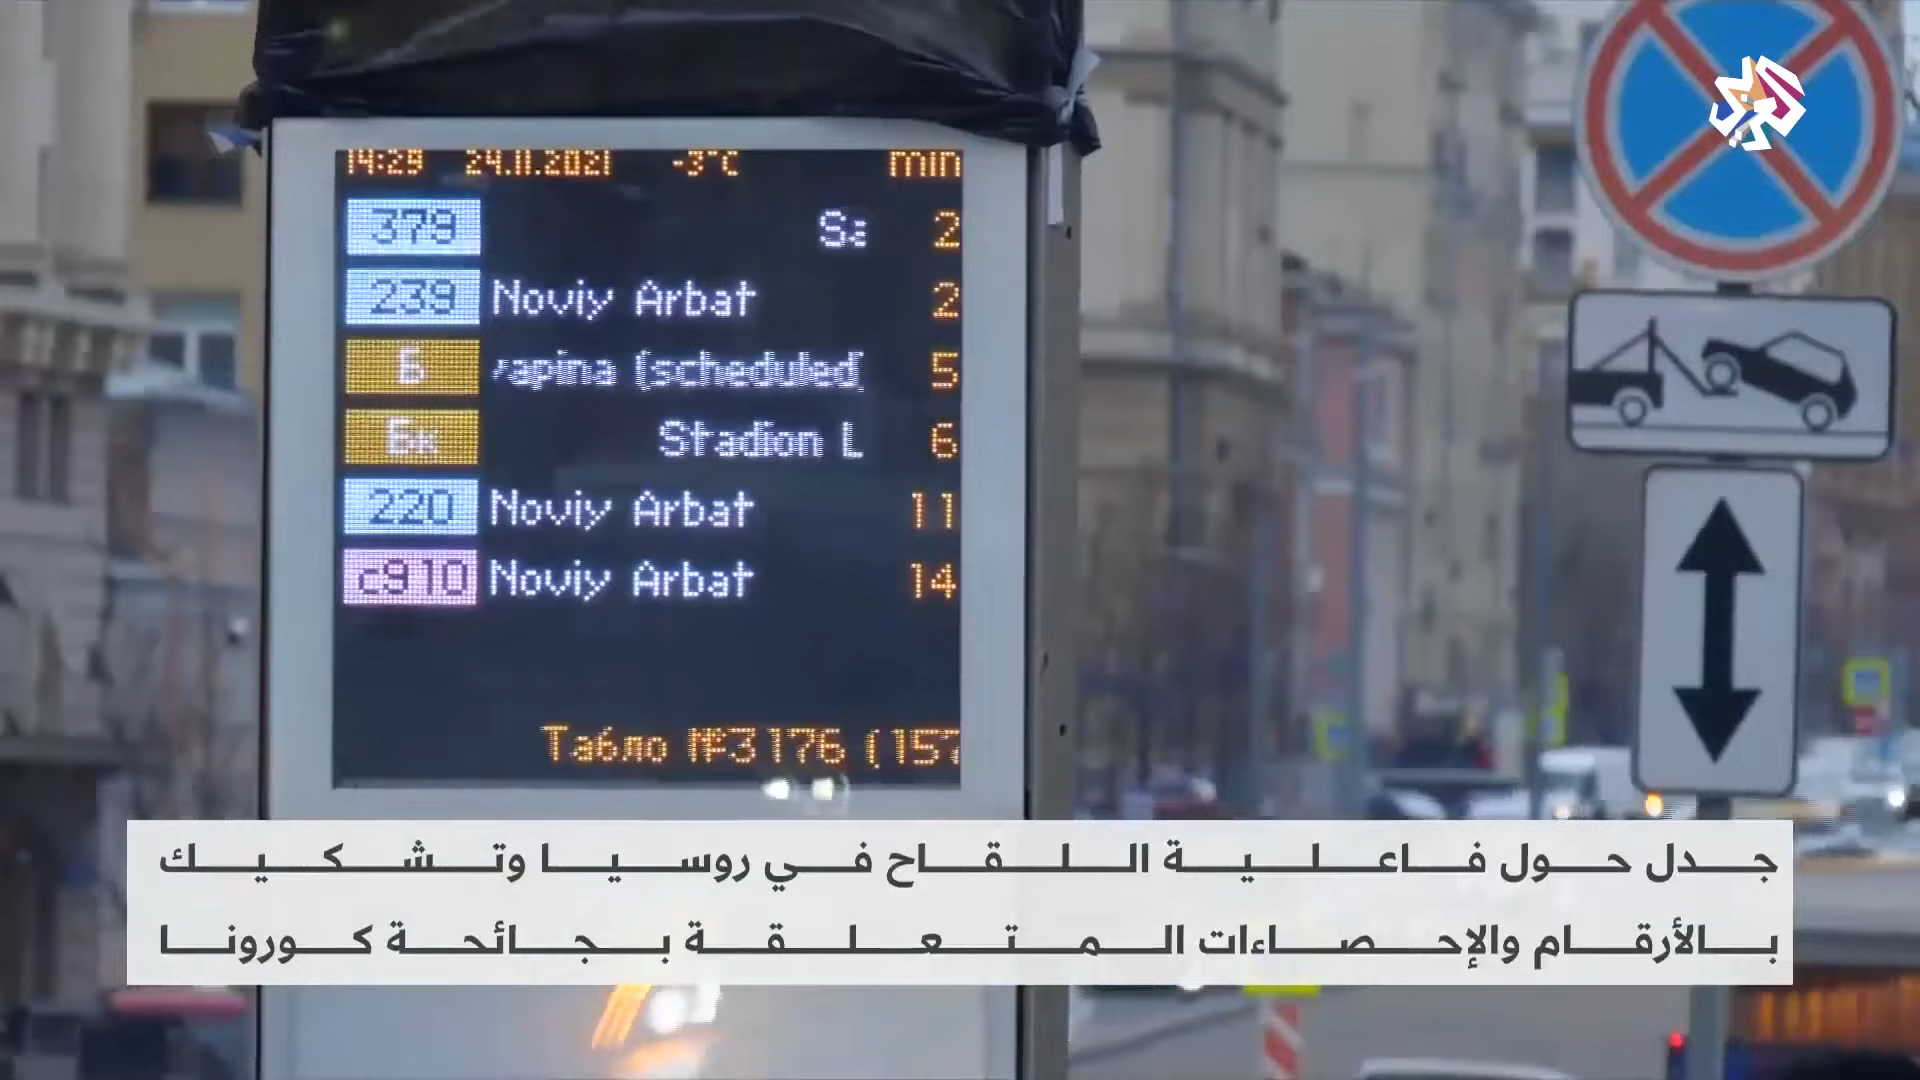 14:29 24.11.2021 -3°C min
379 2
239 Noviy Arbat 2
Б (scheduled) 5
Бк Stadion L 6
220 Noviy Arbat 11
с910 Noviy Arbat 14
Табло №3176 (157
جدل حول فاعلية اللقاح في روسيا وتشكيك
بالأرقام والإحصاءات المتعلقة بجائحة كورونا